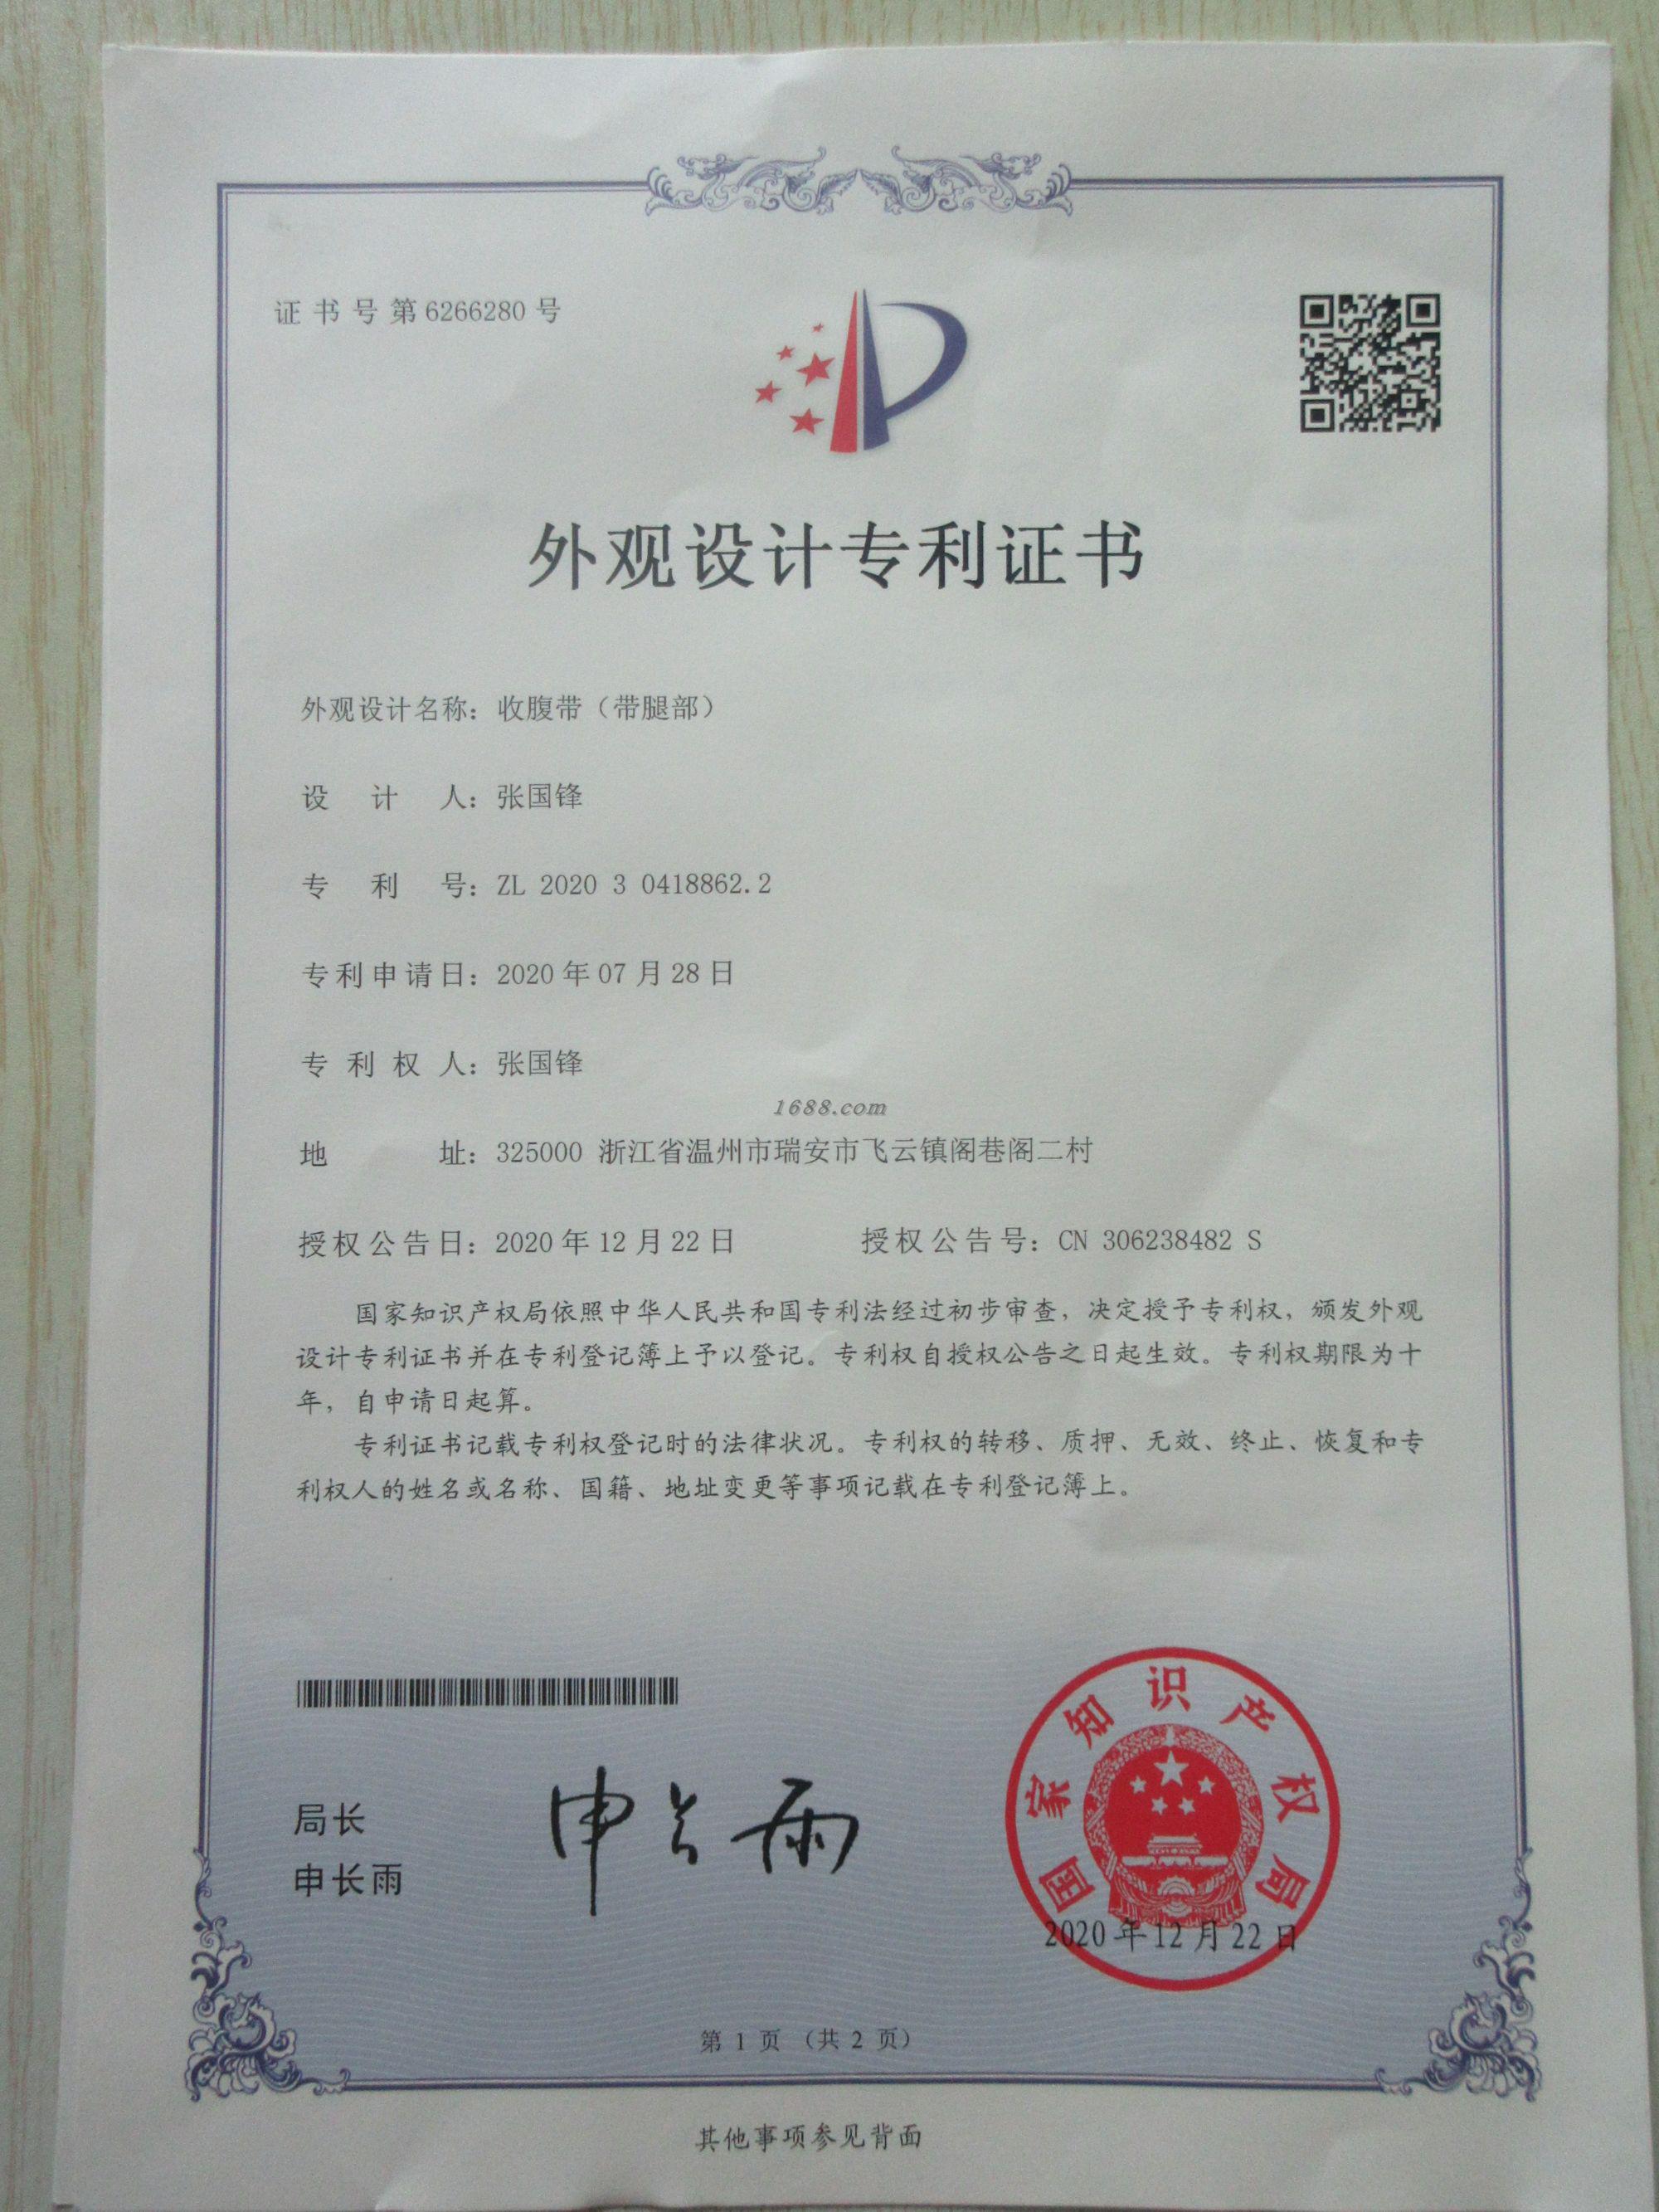 证书号第6266280号
外观设计专利证书
外观设计名称：收腹带（带腿部）
设计人：张国锋
专利号：ZL 2020 3 0418862.2
专利申请日：2020年07月28日
专利权人：张国锋
1688.com
地址：325000 浙江省温州市瑞安市飞云镇阁巷阁二村
授权公告日：2020年12月22日 授权公告号：CN 306238482 S
国家知识产权局依照中华人民共和国专利法经过初步审查，决定授予专利权，颁发外观
设计专利证书并在专利登记簿上予以登记。专利权自授权公告之日起生效。专利权期限为十
年，自申请日起算。
专利证书记载专利权登记时的法律状况。专利权的转移、质押、无效、终止、恢复和专
利权人的姓名或名称、国籍、地址变更等事项记载在专利登记簿上。
局长
申长雨
申长雨
国家知识产权局
2020年12月22日
第 1 页 （共 2 页）
其他事项参见背面